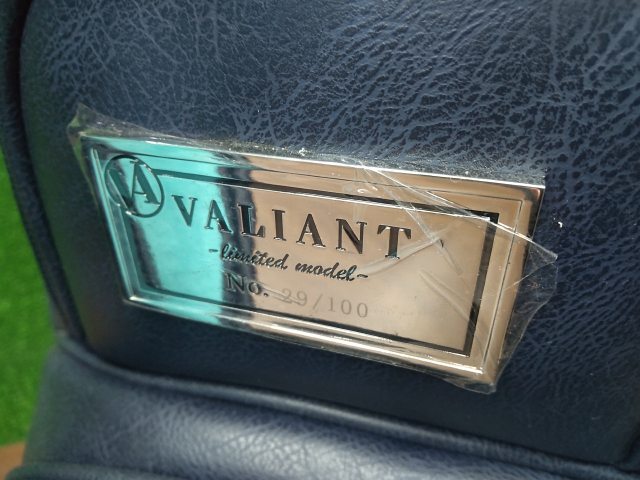 VA
VALIANT
-limited model-
No. 29/100